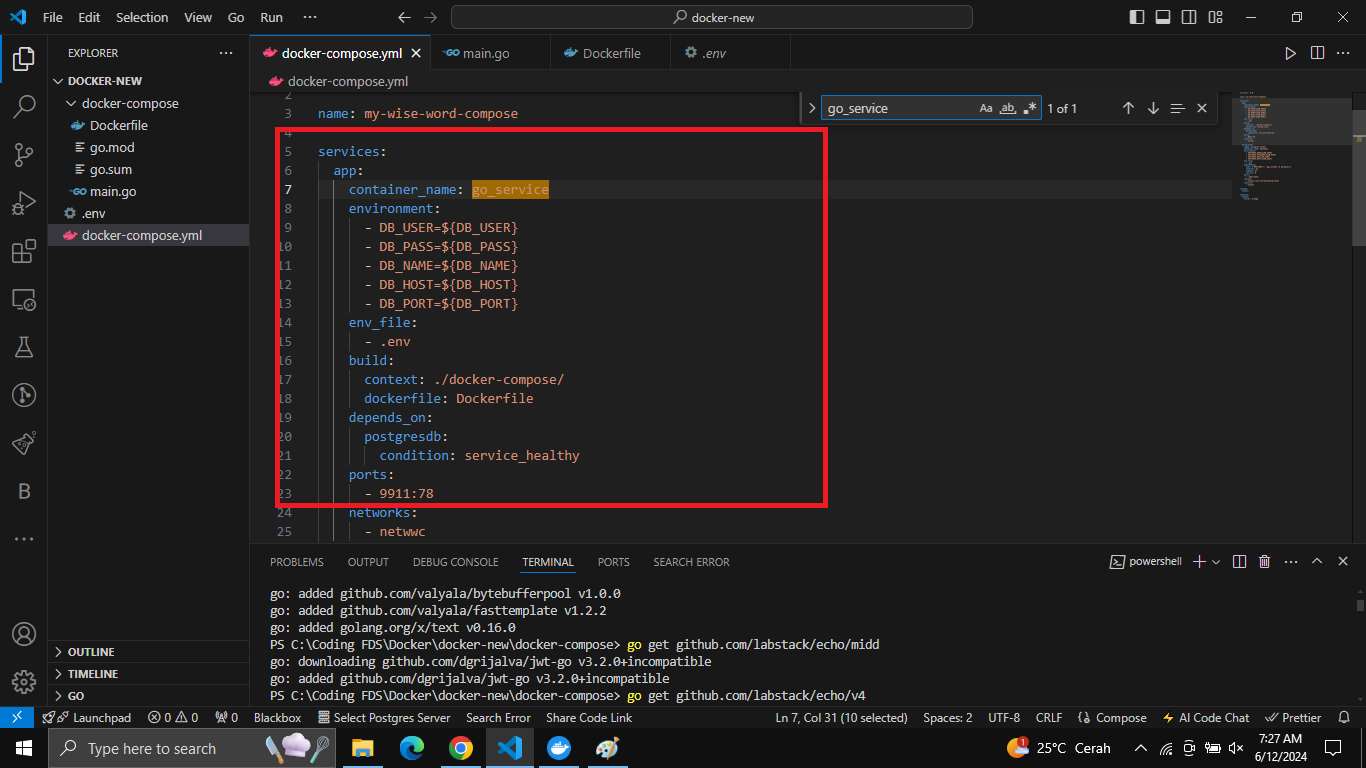 File Edit Selection View Go Run ··· docker-new
EXPLORER ···
DOCKER-NEW
docker-compose
Dockerfile
go.mod
go.sum
main.go
.env
docker-compose.yml
OUTLINE
TIMELINE
GO
docker-compose.yml main.go Dockerfile .env
docker-compose.yml
go_service Aa ab .* 1 of 1
2
3 name: my-wise-word-compose
4
5 services:
6 app:
7 container_name: go_service
8 environment:
9 - DB_USER=${DB_USER}
10 - DB_PASS=${DB_PASS}
11 - DB_NAME=${DB_NAME}
12 - DB_HOST=${DB_HOST}
13 - DB_PORT=${DB_PORT}
14 env_file:
15 - .env
16 build:
17 context: ./docker-compose/
18 dockerfile: Dockerfile
19 depends_on:
20 postgresdb:
21 condition: service_healthy
22 ports:
23 - 9911:78
24 networks:
25 - netwwc
PROBLEMS OUTPUT DEBUG CONSOLE TERMINAL PORTS SEARCH ERROR powershell
go: added github.com/valyala/bytebufferpool v1.0.0
go: added github.com/valyala/fasttemplate v1.2.2
go: added golang.org/x/text v0.16.0
PS C:\Coding FDS\Docker\docker-new\docker-compose> go get github.com/labstack/echo/midd
go: downloading github.com/dgrijalva/jwt-go v3.2.0+incompatible
go: added github.com/dgrijalva/jwt-go v3.2.0+incompatible
PS C:\Coding FDS\Docker\docker-new\docker-compose> go get github.com/labstack/echo/v4
Launchpad 0 0 0 Blackbox Select Postgres Server Search Error Share Code Link Ln 7, Col 31 (10 selected) Spaces: 2 UTF-8 CRLF Compose AI Code Chat Prettier
Type here to search 1 25°C Cerah 7:27 AM
6/12/2024